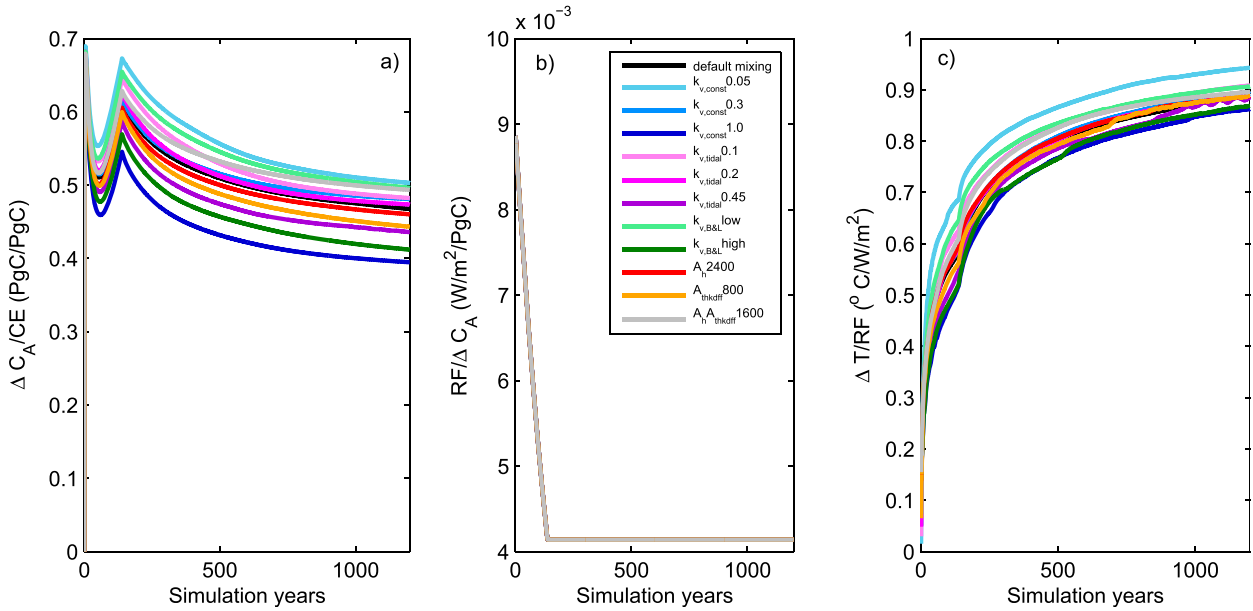 a)
0.7
0.6
0.5
0.4
0.3
0.2
0.1
0
0 500 1000
Simulation years
Δ C_A/CE (PgC/PgC)
x 10^−3
b)
10
9
8
7
6
5
4
0 500 1000
Simulation years
RF/Δ C_A (W/m^2/PgC)
default mixing
k_v,const 0.05
k_v,const 0.3
k_v,const 1.0
k_v,tidal 0.1
k_v,tidal 0.2
k_v,tidal 0.45
k_v,B&L low
k_v,B&L high
A_h 2400
A_thkdff 800
A_h A_thkdff 1600
c)
1
0.9
0.8
0.7
0.6
0.5
0.4
0.3
0.2
0.1
0
0 500 1000
Simulation years
Δ T/RF (° C/W/m^2)